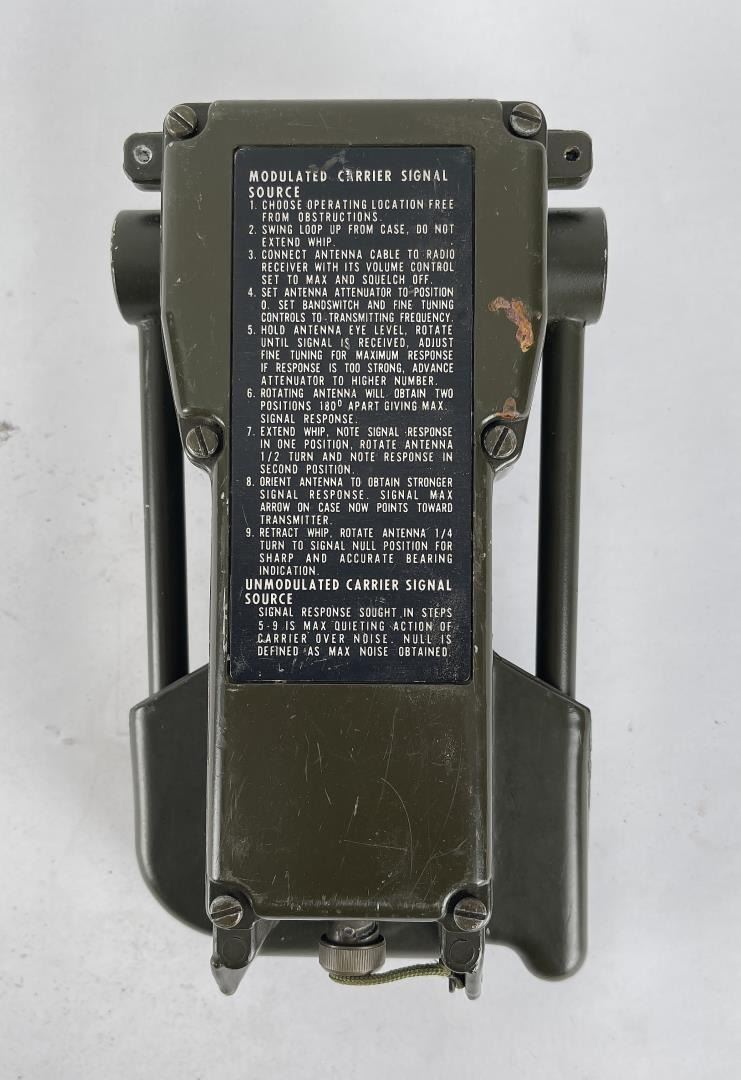 MODULATED CARRIER SIGNAL
SOURCE
1. CHOOSE OPERATING LOCATION FREE
FROM OBSTRUCTIONS.
2. SWING LOOP UP FROM CASE, DO NOT
EXTEND WHIP.
3. CONNECT ANTENNA CABLE TO RADIO
RECEIVER WITH ITS VOLUME CONTROL
SET TO MAX AND SQUELCH OFF.
4. SET ANTENNA ATTENUATOR TO POSITION
0. SET BANDSWITCH AND FINE TUNING
CONTROLS TO TRANSMITTING FREQUENCY.
5. HOLD ANTENNA EYE LEVEL, ROTATE
UNTIL SIGNAL IS RECEIVED, ADJUST
FINE TUNING FOR MAXIMUM RESPONSE
IF RESPONSE IS TOO STRONG, ADVANCE
ATTENUATOR TO HIGHER NUMBER.
6. ROTATING ANTENNA WILL OBTAIN TWO
POSITIONS 180⁰ APART GIVING MAX.
SIGNAL RESPONSE.
7. EXTEND WHIP, NOTE SIGNAL RESPONSE
IN ONE POSITION, ROTATE ANTENNA
1/2 TURN AND NOTE RESPONSE IN
SECOND POSITION.
8. ORIENT ANTENNA TO OBTAIN STRONGER
SIGNAL RESPONSE. SIGNAL MAX
ARROW ON CASE NOW POINTS TOWARD
TRANSMITTER.
9. RETRACT WHIP, ROTATE ANTENNA 1/4
TURN TO SIGNAL NULL POSITION FOR
SHARP AND ACCURATE BEARING
INDICATION.
UNMODULATED CARRIER SIGNAL
SOURCE
SIGNAL RESPONSE SOUGHT IN STEPS
5-9 IS MAX QUIETING ACTION OF
CARRIER OVER NOISE. NULL IS
DEFINED AS MAX NOISE OBTAINED.